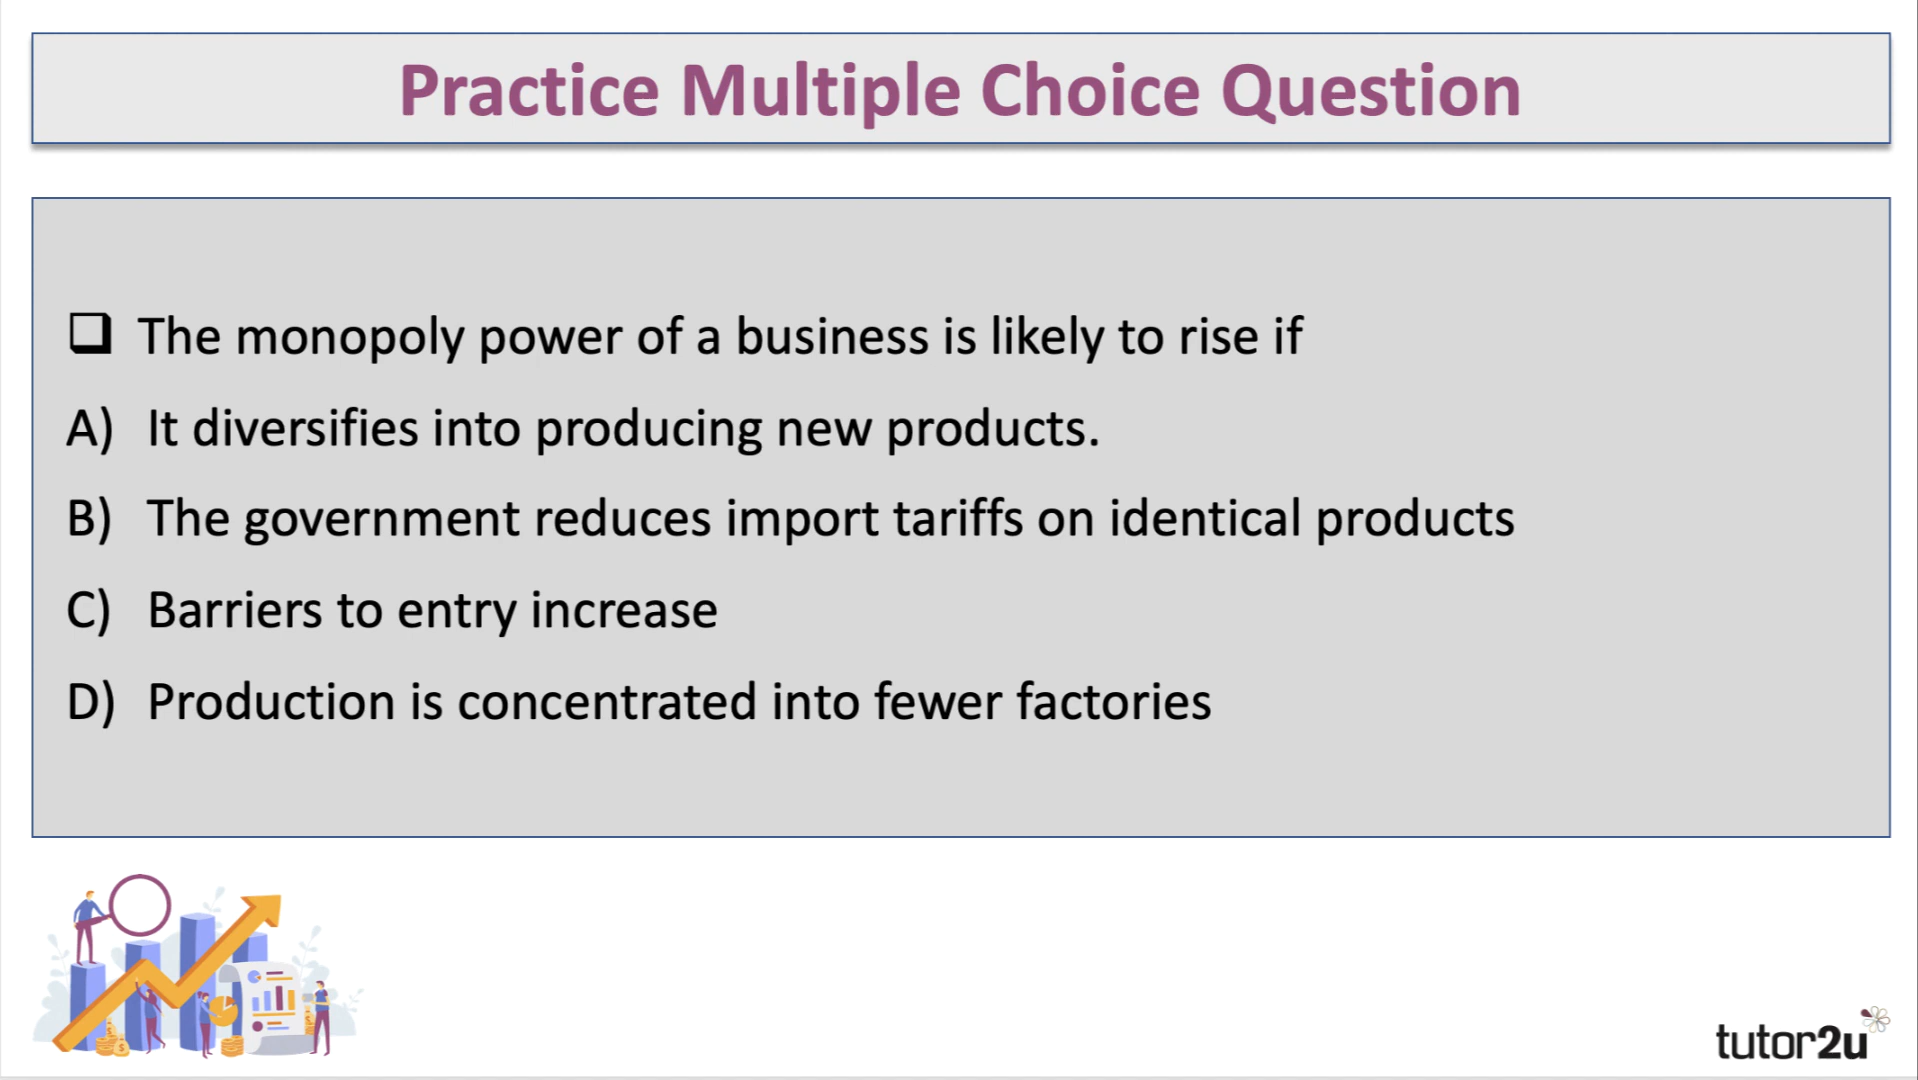 Practice Multiple Choice Question
❑ The monopoly power of a business is likely to rise if
A) It diversifies into producing new products.
B) The government reduces import tariffs on identical products
C) Barriers to entry increase
D) Production is concentrated into fewer factories
tutor2u